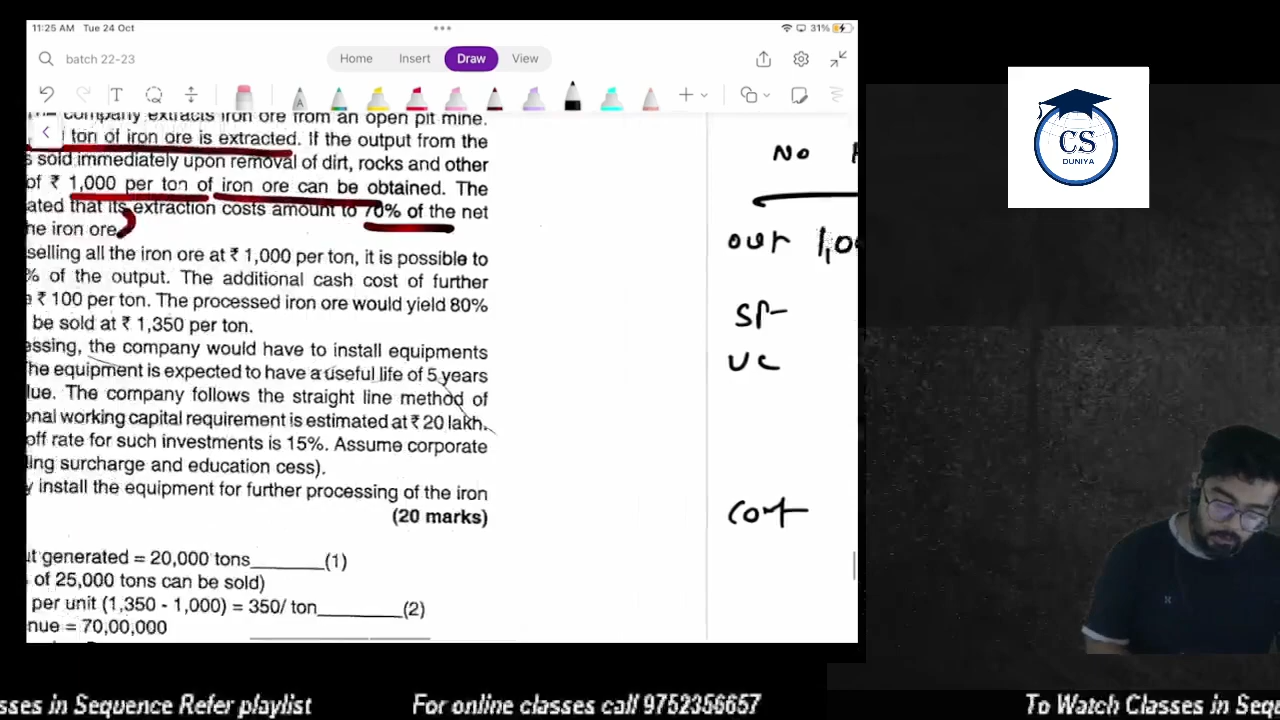 11:25 AM Tue 24 Oct
31%
batch 22-23
Home Insert Draw View
company extracts iron ore from an open pit mine.
ton of iron ore is extracted. If the output from the
sold immediately upon removal of dirt, rocks and other
of ₹ 1,000 per ton of iron ore can be obtained. The
ated that its extraction costs amount to 70% of the net
he iron ore.
selling all the iron ore at ₹ 1,000 per ton, it is possible to
% of the output. The additional cash cost of further
₹ 100 per ton. The processed iron ore would yield 80%
be sold at ₹ 1,350 per ton.
essing, the company would have to install equipments
he equipment is expected to have a useful life of 5 years
lue. The company follows the straight line method of
onal working capital requirement is estimated at ₹ 20 lakh.
off rate for such investments is 15%. Assume corporate
ding surcharge and education cess).
y install the equipment for further processing of the iron
(20 marks)
ut generated = 20,000 tons______(1)
of 25,000 tons can be sold)
per unit (1,350 - 1,000) = 350/ ton______(2)
nue = 70,00,000
No
our 1,00
SP-
VC
CS
DUNIYA
sses in Sequence Refer playlist For online classes call 9752356657 To Watch Classes in Sequ